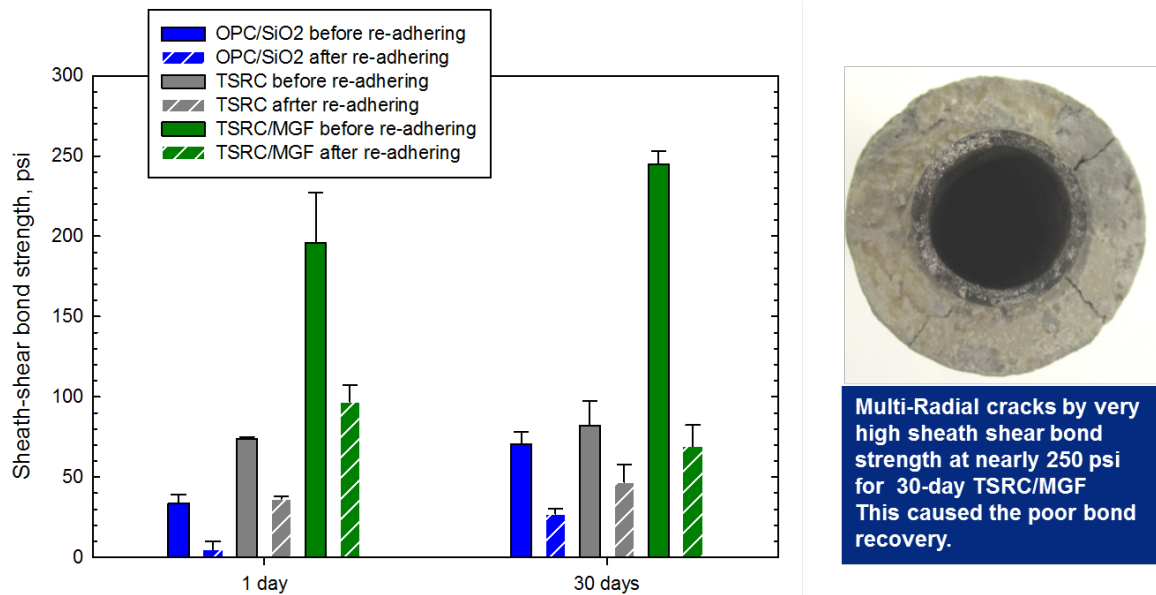 OPC/SiO2 before re-adhering
OPC/SiO2 after re-adhering
TSRC before re-adhering
TSRC afrter re-adhering
TSRC/MGF before re-adhering
TSRC/MGF after re-adhering
Sheath-shear bond strength, psi
300
250
200
150
100
50
0
1 day
30 days
Multi-Radial cracks by very
high sheath shear bond
strength at nearly 250 psi
for 30-day TSRC/MGF
This caused the poor bond
recovery.